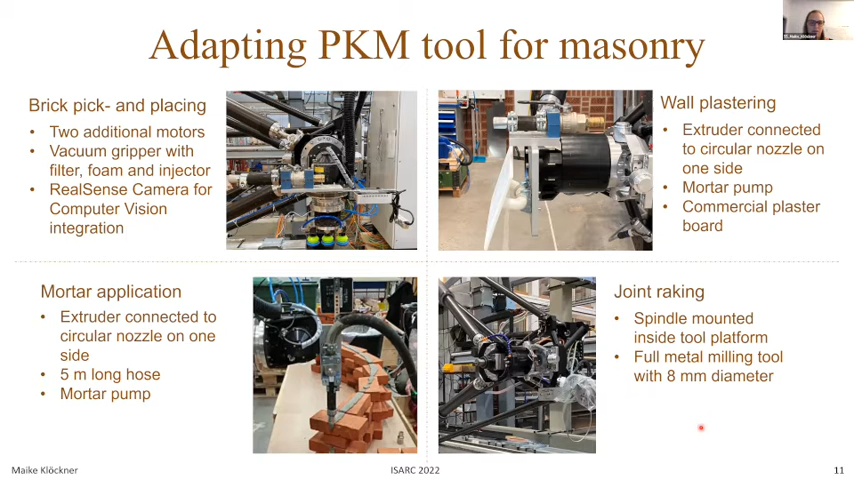 Adapting PKM tool for masonry
Brick pick- and placing
• Two additional motors
• Vacuum gripper with
filter, foam and injector
• RealSense Camera for
Computer Vision
integration
Wall plastering
• Extruder connected
to circular nozzle on
one side
• Mortar pump
• Commercial plaster
board
Mortar application
• Extruder connected to
circular nozzle on one
side
• 5 m long hose
• Mortar pump
Joint raking
• Spindle mounted
inside tool platform
• Full metal milling tool
with 8 mm diameter
Maike Klöckner
ISARC 2022
11